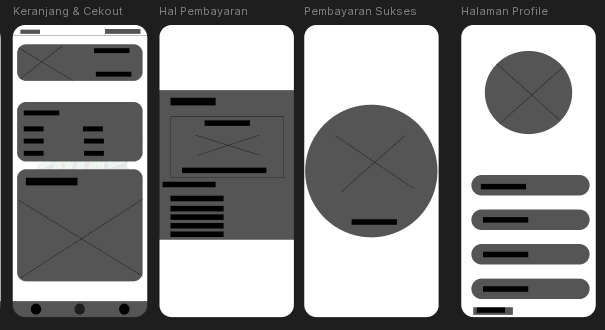 Keranjang & Cekout
Hal Pembayaran
Pembayaran Sukses
Halaman Profile